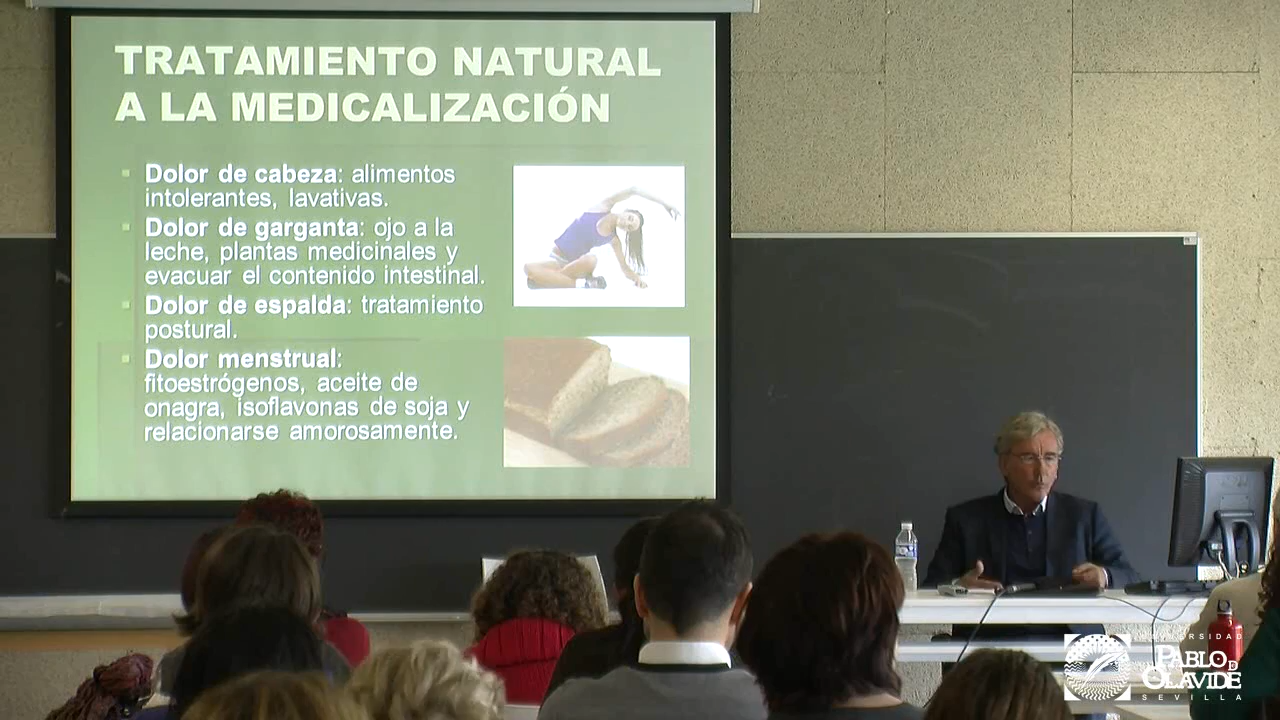 TRATAMIENTO NATURAL
A LA MEDICALIZACIÓN
Dolor de cabeza: alimentos
intolerantes, lavativas.
Dolor de garganta: ojo a la
leche, plantas medicinales y
evacuar el contenido intestinal.
Dolor de espalda: tratamiento
postural.
Dolor menstrual:
fitoestrógenos, aceite de
onagra, isoflavonas de soja y
relacionarse amorosamente.
UNIVERSIDAD
PABLO D
OLAVIDE
SEVILLA